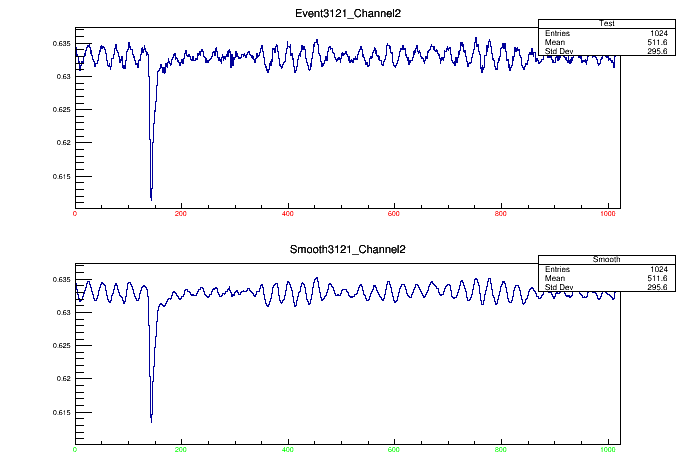 Event3121_Channel2
Test
Entries 1024
Mean 511.6
Std Dev 295.6
0.635
0.63
0.625
0.62
0.615
0 200 400 600 800 1000
Smooth3121_Channel2
Smooth
Entries 1024
Mean 511.6
Std Dev 295.6
0.635
0.63
0.625
0.62
0.615
0 200 400 600 800 1000